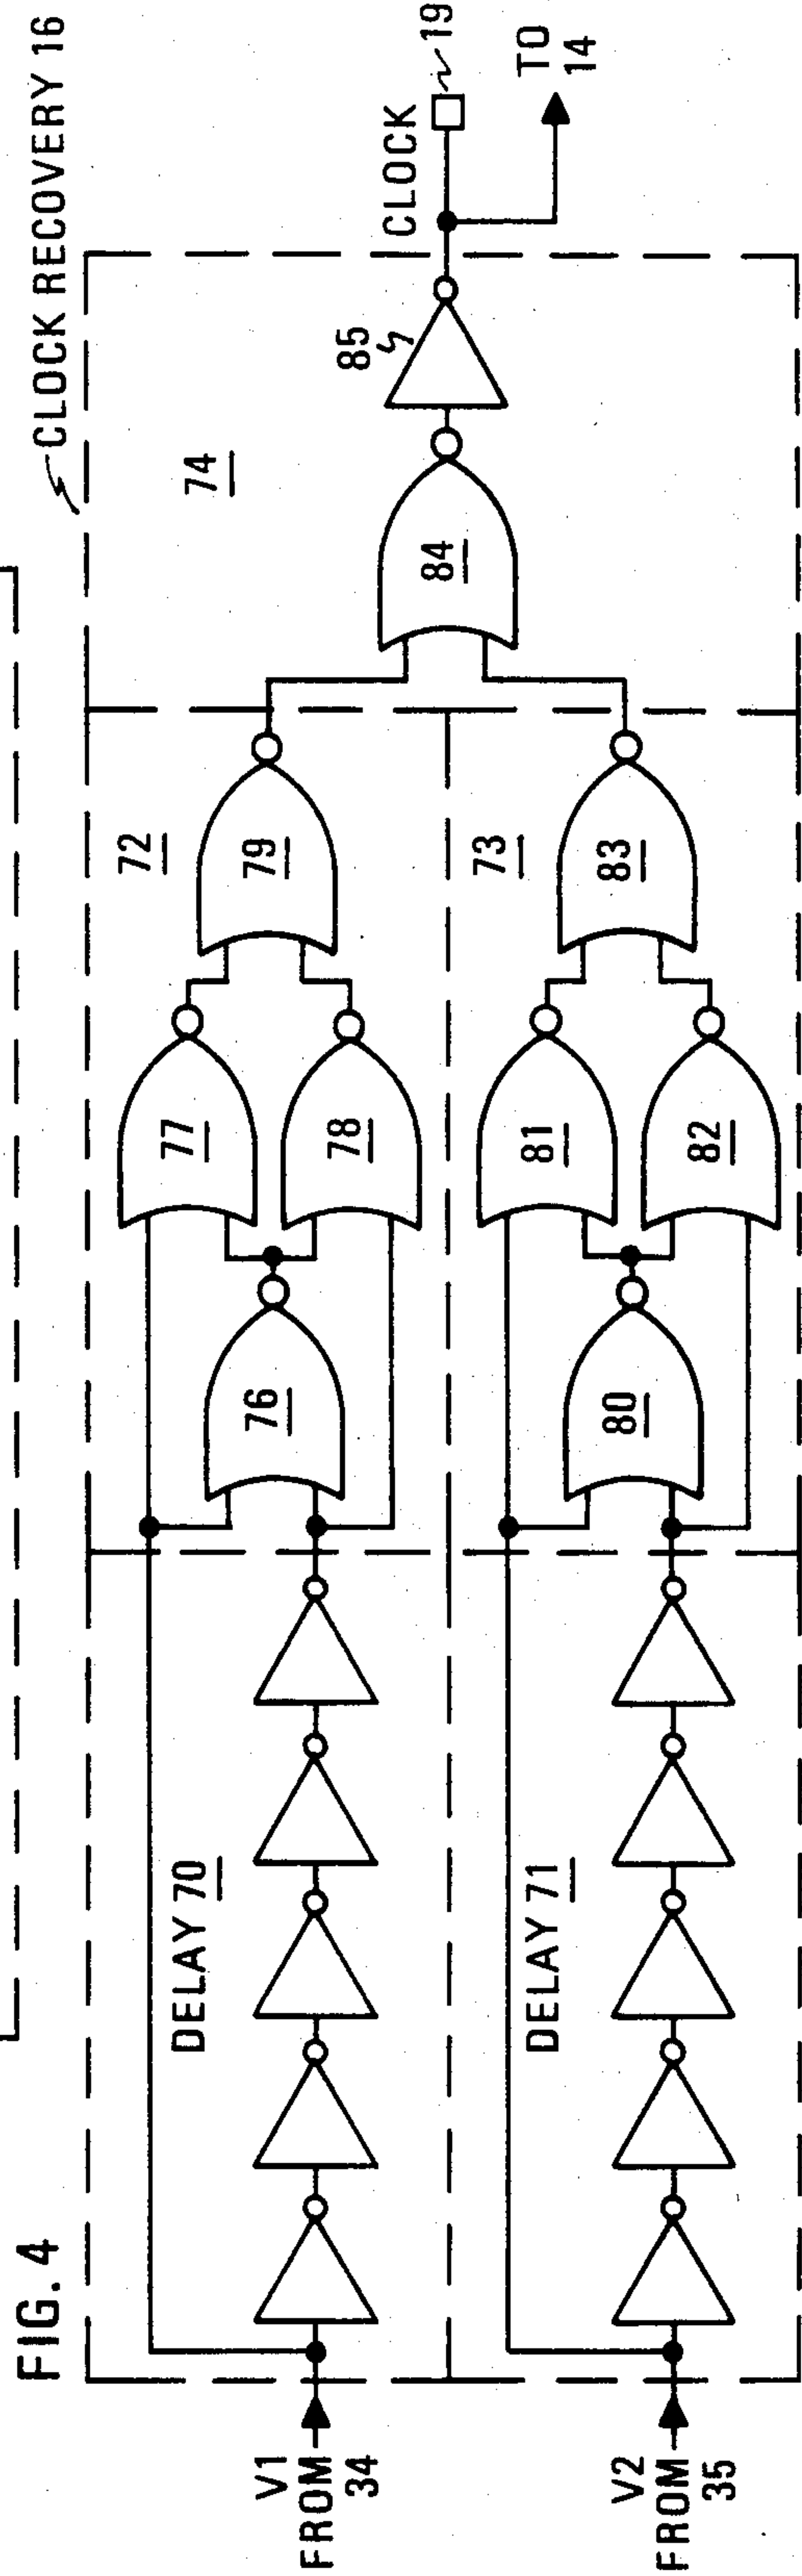 FIG. 4
CLOCK RECOVERY 16
V1
FROM
34
DELAY 70
76
77
78
72
79
V2
FROM
35
DELAY 71
80
81
82
73
83
74
84
85
CLOCK
19
TO
14